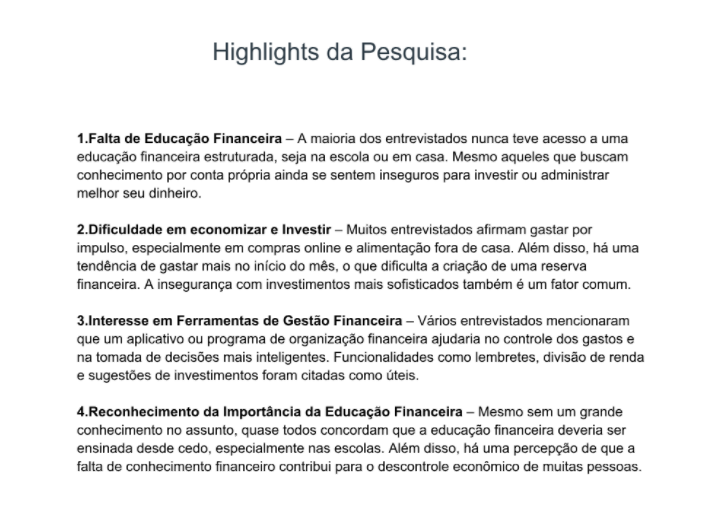 Highlights da Pesquisa:
1.Falta de Educação Financeira – A maioria dos entrevistados nunca teve acesso a uma
educação financeira estruturada, seja na escola ou em casa. Mesmo aqueles que buscam
conhecimento por conta própria ainda se sentem inseguros para investir ou administrar
melhor seu dinheiro.
2.Dificuldade em economizar e Investir – Muitos entrevistados afirmam gastar por
impulso, especialmente em compras online e alimentação fora de casa. Além disso, há uma
tendência de gastar mais no início do mês, o que dificulta a criação de uma reserva
financeira. A insegurança com investimentos mais sofisticados também é um fator comum.
3.Interesse em Ferramentas de Gestão Financeira – Vários entrevistados mencionaram
que um aplicativo ou programa de organização financeira ajudaria no controle dos gastos e
na tomada de decisões mais inteligentes. Funcionalidades como lembretes, divisão de renda
e sugestões de investimentos foram citadas como úteis.
4.Reconhecimento da Importância da Educação Financeira – Mesmo sem um grande
conhecimento no assunto, quase todos concordam que a educação financeira deveria ser
ensinada desde cedo, especialmente nas escolas. Além disso, há uma percepção de que a
falta de conhecimento financeiro contribui para o descontrole econômico de muitas pessoas.